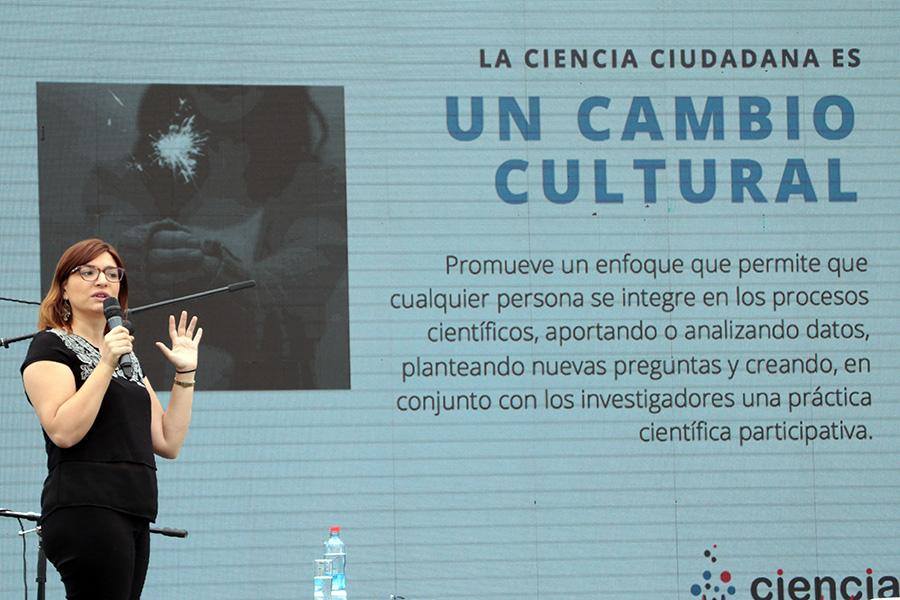 LA CIENCIA CIUDADANA ES
UN CAMBIO
CULTURAL
Promueve un enfoque que permite que
cualquier persona se integre en los procesos
científicos, aportando o analizando datos,
planteando nuevas preguntas y creando, en
conjunto con los investigadores una práctica
científica participativa.
ciencia